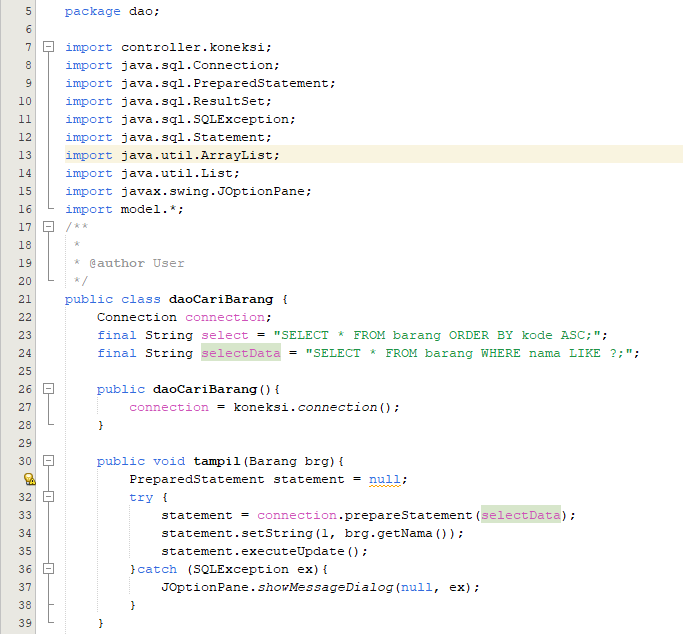 5 package dao;
6
7 import controller.koneksi;
8 import java.sql.Connection;
9 import java.sql.PreparedStatement;
10 import java.sql.ResultSet;
11 import java.sql.SQLException;
12 import java.sql.Statement;
13 import java.util.ArrayList;
14 import java.util.List;
15 import javax.swing.JOptionPane;
16 import model.*;
17 /**
18  *
19  * @author User
20  */
21 public class daoCariBarang {
22     Connection connection;
23     final String select = "SELECT * FROM barang ORDER BY kode ASC;";
24     final String selectData = "SELECT * FROM barang WHERE nama LIKE ?;";
25
26     public daoCariBarang(){
27         connection = koneksi.connection();
28     }
29
30     public void tampil(Barang brg){
        PreparedStatement statement = null;
32         try {
33             statement = connection.prepareStatement(selectData);
34             statement.setString(1, brg.getNama());
35             statement.executeUpdate();
36         }catch (SQLException ex){
37             JOptionPane.showMessageDialog(null, ex);
38         }
39     }